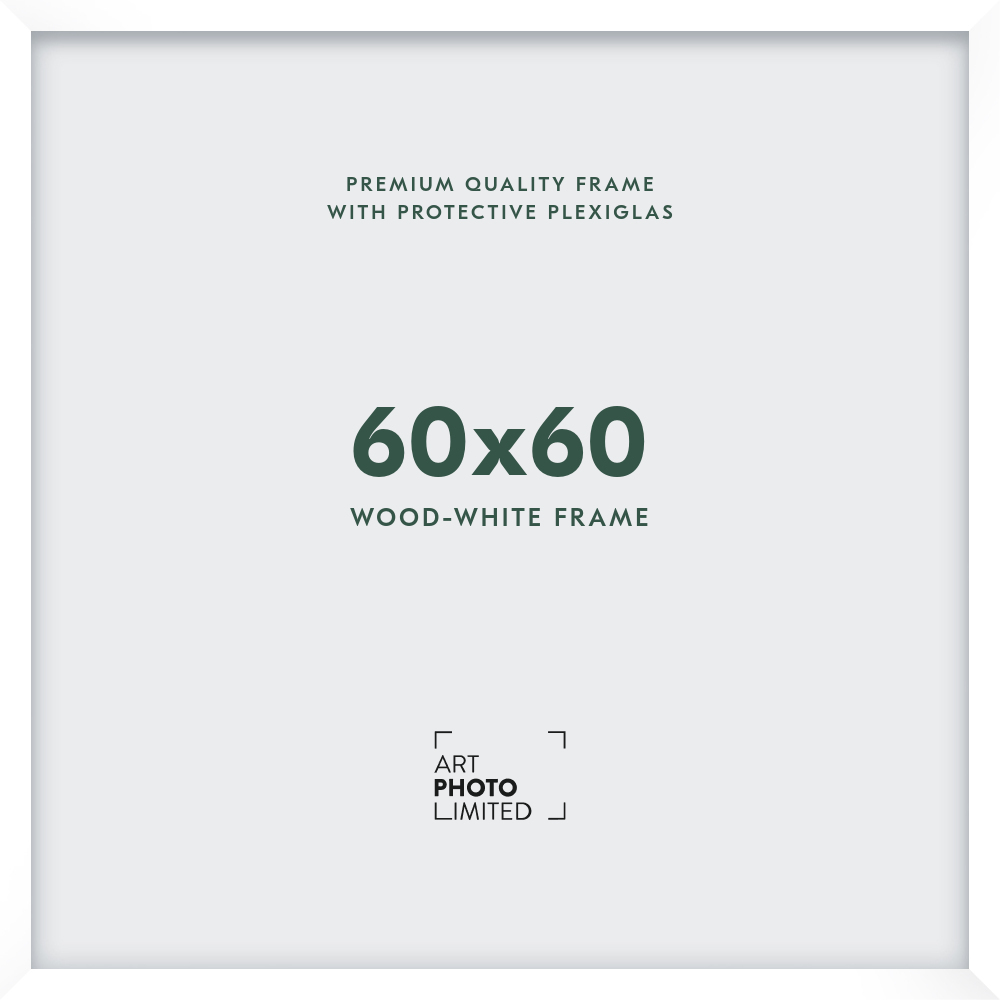 PREMIUM QUALITY FRAME
WITH PROTECTIVE PLEXIGLAS
60x60
WOOD-WHITE FRAME
ART
PHOTO
LIMITED